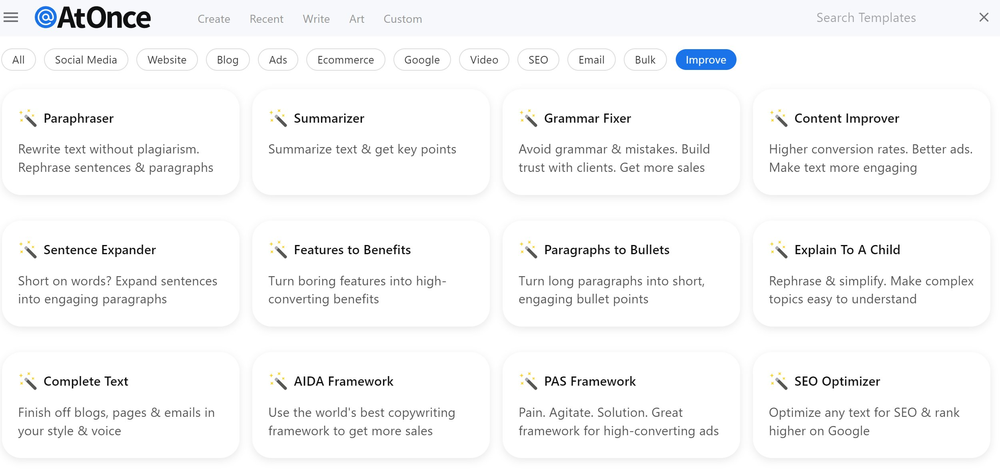 AtOnce
Create Recent Write Art Custom
Search Templates
All Social Media Website Blog Ads Ecommerce Google Video SEO Email Bulk Improve
Paraphraser
Rewrite text without plagiarism.
Rephrase sentences & paragraphs
Summarizer
Summarize text & get key points
Grammar Fixer
Avoid grammar & mistakes. Build
trust with clients. Get more sales
Content Improver
Higher conversion rates. Better ads.
Make text more engaging
Sentence Expander
Short on words? Expand sentences
into engaging paragraphs
Features to Benefits
Turn boring features into high-
converting benefits
Paragraphs to Bullets
Turn long paragraphs into short,
engaging bullet points
Explain To A Child
Rephrase & simplify. Make complex
topics easy to understand
Complete Text
Finish off blogs, pages & emails in
your style & voice
AIDA Framework
Use the world's best copywriting
framework to get more sales
PAS Framework
Pain. Agitate. Solution. Great
framework for high-converting ads
SEO Optimizer
Optimize any text for SEO & rank
higher on Google